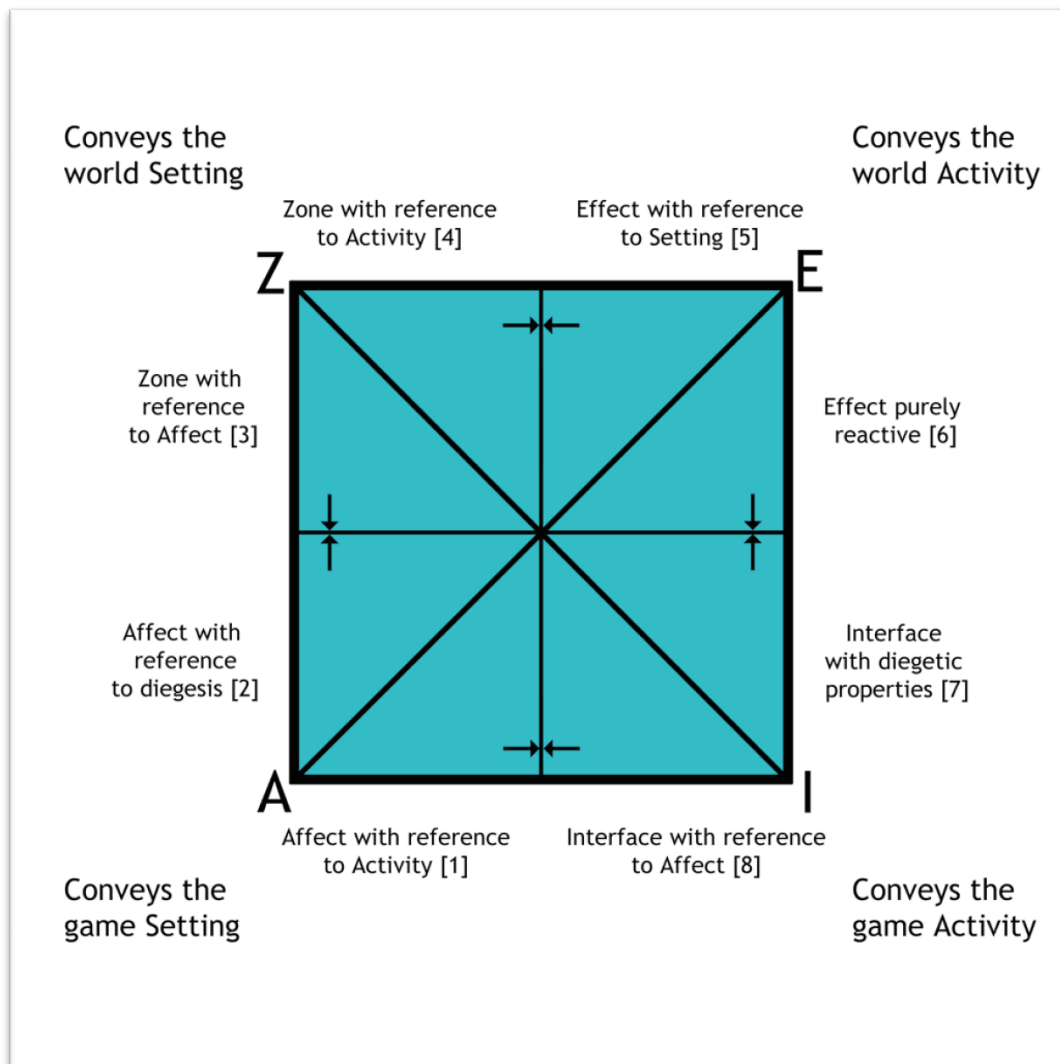 Conveys the
world Setting
Conveys the
world Activity
Zone with reference
to Activity [4]
Effect with reference
to Setting [5]
Z
E
Zone with
reference
to Affect [3]
Effect purely
reactive [6]
Affect with
reference
to diegesis [2]
Interface
with diegetic
properties [7]
A
I
Affect with reference
to Activity [1]
Interface with reference
to Affect [8]
Conveys the
game Setting
Conveys the
game Activity